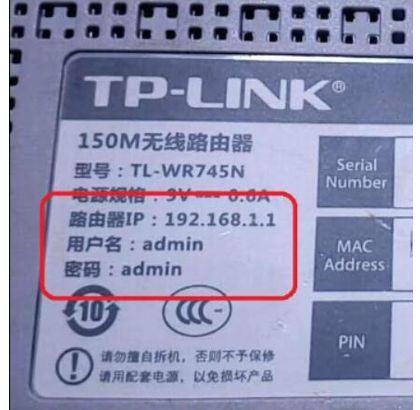 TP-LINK®
150M无线路由器
型号：TL-WR745N
电源规格：9V⎓0.6A
路由器IP：192.168.1.1
用户名：admin
密码：admin
Serial
Number
MAC
Address
PIN
10
CCC
请勿擅自拆机，否则不予保修
请用配套电源，以免损坏产品